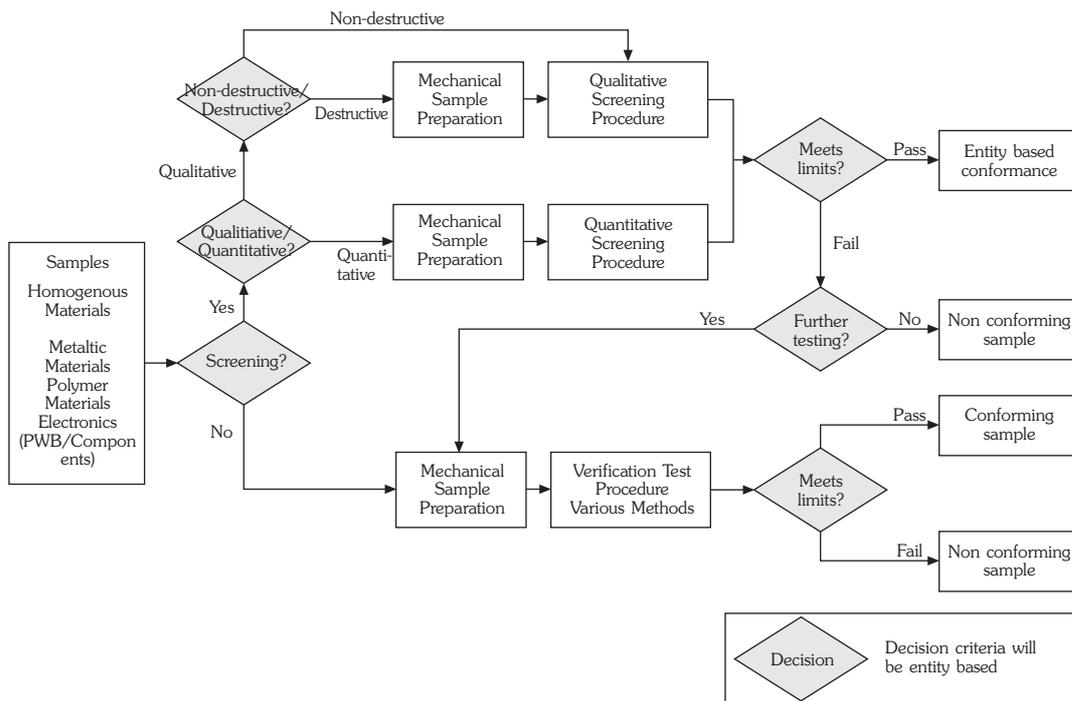 Non-destructive
Non-destructive/
Destructive?
Destructive
Mechanical
Sample
Preparation
Qualitative
Screening
Procedure
Meets
limits?
Pass
Entity based
conformance
Qualitative
Qualitiative/
Quantitative?
Quanti-
tative
Mechanical
Sample
Preparation
Quantitative
Screening
Procedure
Fail
Samples
Homogenous
Materials
Metaltic
Materials
Polymer
Materials
Electronics
(PWB/Compon
ents)
Yes
Screening?
No
Yes
Further
testing?
No
Non conforming
sample
Mechanical
Sample
Preparation
Verification Test
Procedure
Various Methods
Meets
limits?
Pass
Conforming
sample
Fail
Non conforming
sample
Decision
Decision criteria will
be entity based